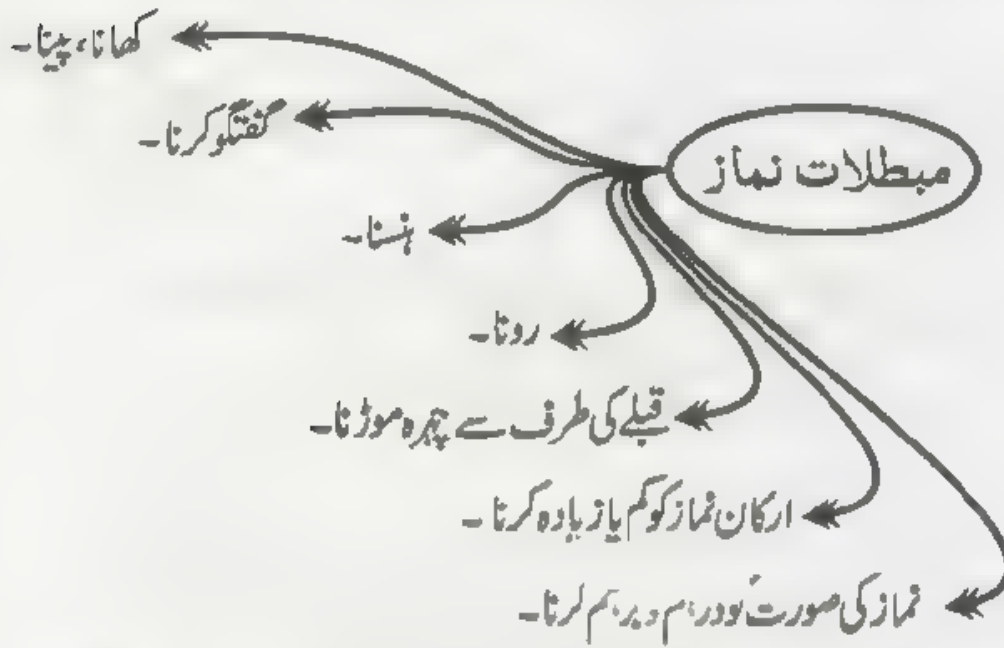 مبطلات نماز
کھانا، پینا۔
گفتگو کرنا۔
ہنسنا۔
رونا۔
قبلے کی طرف سے چہرہ موڑنا۔
ارکان نماز کو کم یا زیادہ کرنا۔
نماز کی صورت کو درہم و برہم کرنا۔